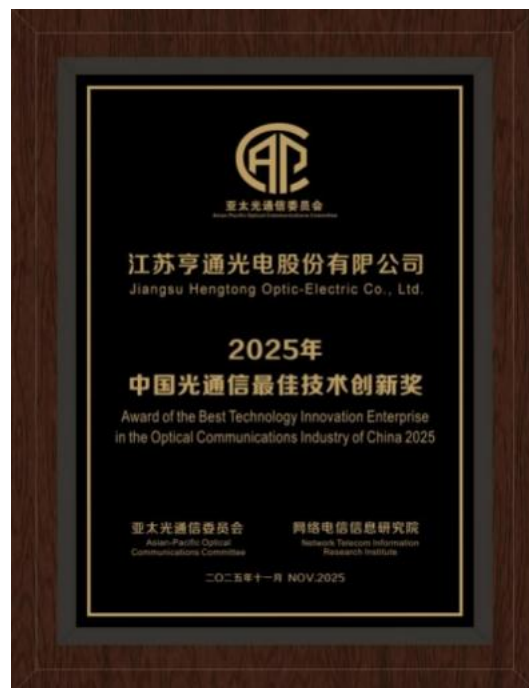 亚太光通信委员会
Asian-Pacific Optical Communications Committee
江苏亨通光电股份有限公司
Jiangsu Hengtong Optic-Electric Co., Ltd.
2025年
中国光通信最佳技术创新奖
Award of the Best Technology Innovation Enterprise
in the Optical Communications Industry of China 2025
亚太光通信委员会
Asian-Pacific Optical
Communications Committee
网络电信信息研究院
Network Telecom Information
Research Institute
二〇二五年十一月 NOV.2025